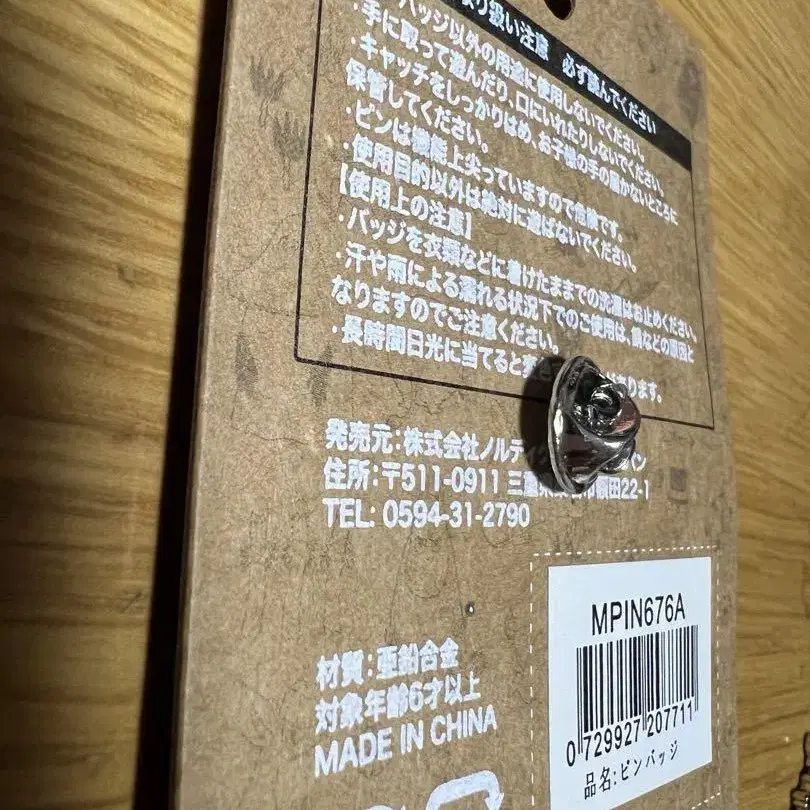 取り扱い注意 必ず読んでください
バッジ以外の用途に使用しないでください。
・手に取って遊んだり、口にいれたりしないでください。
・キャッチをしっかりはめ、お子様の手の届かないところに
保管してください。
・ピンは機能上尖っていますので危険です。
・使用目的以外は絶対に遊ばないでください。
【使用上の注意】
・バッジを衣類などに着けたままでの洗濯はお止めください。
・汗や雨による濡れる状況下でのご使用は、錆などの原因と
なりますのでご注意ください。
・長時間日光に当てると ります。
発売元:株式会社ノルディ パン
住所:〒511-0911 三重県 市額田22-1
TEL: 0594-31-2790
材質:亜鉛合金
対象年齢6才以上
MADE IN CHINA
MPIN676A
0 729927 207711
品名:ピンバッジ